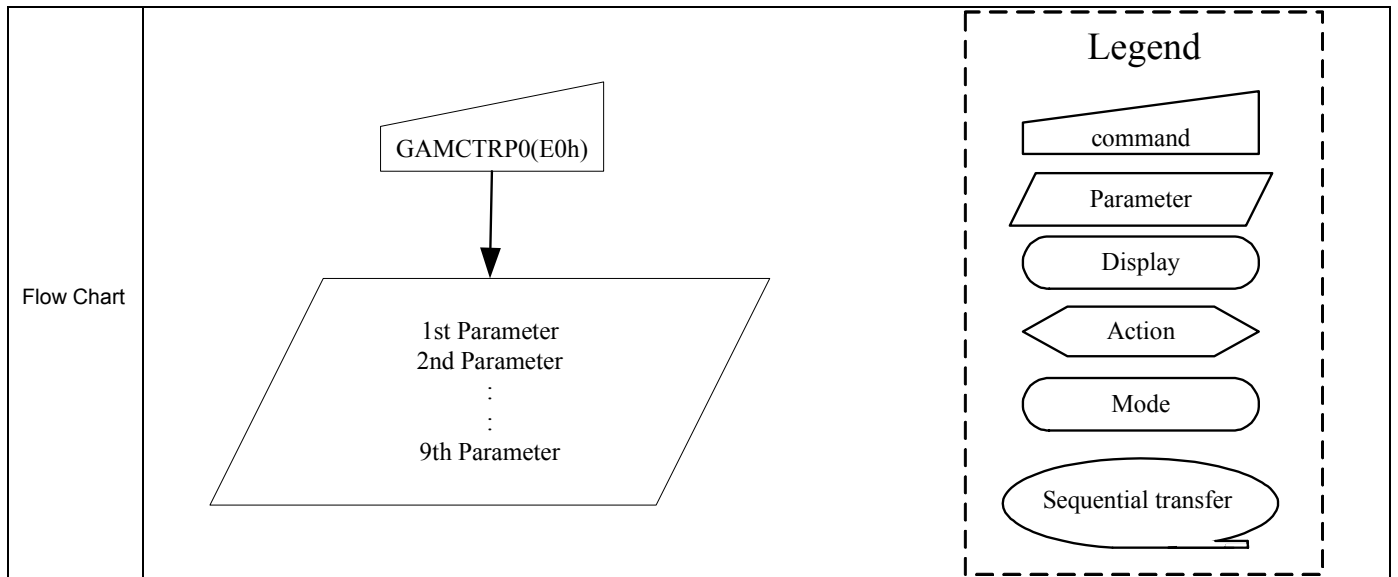 Flow Chart
GAMCTRP0(E0h)
1st Parameter
2nd Parameter
:
:
9th Parameter
Legend
command
Parameter
Display
Action
Mode
Sequential transfer